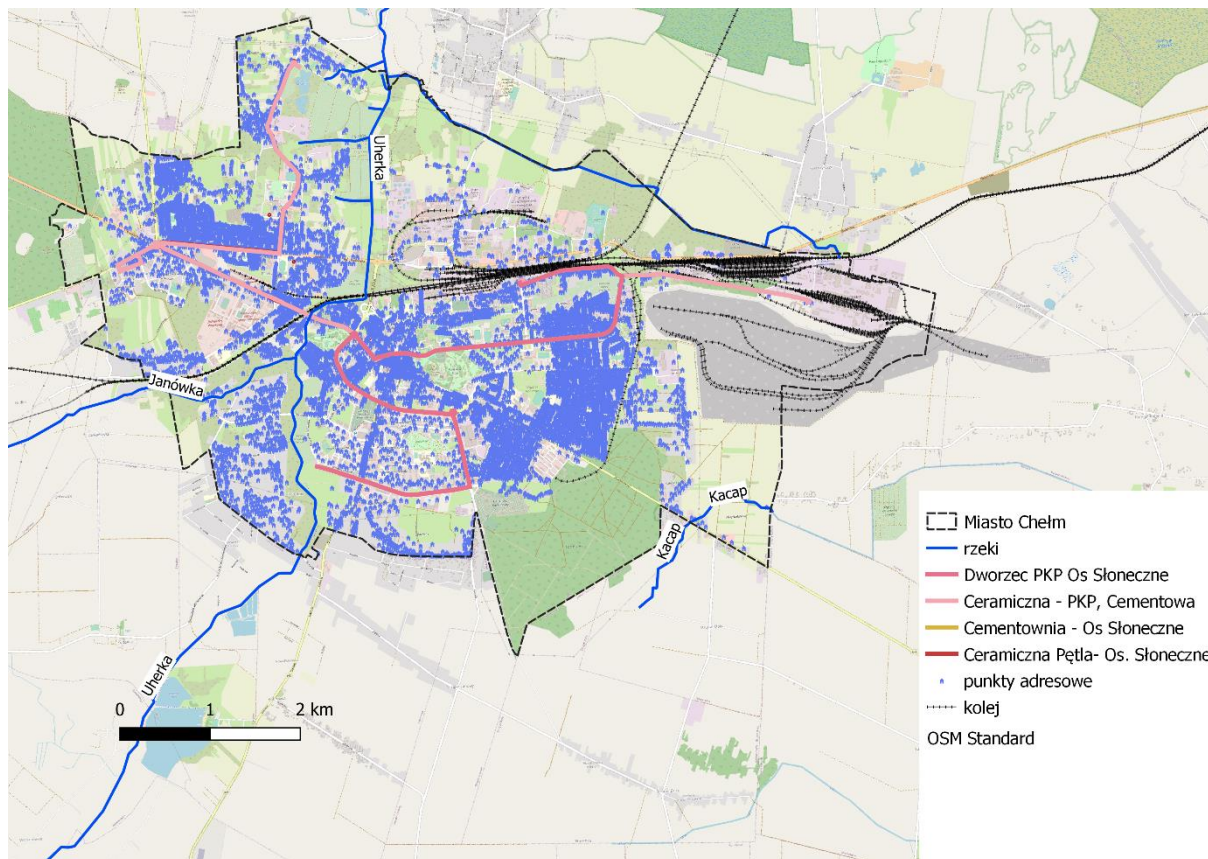 Uherka
Janówka
Kacap
Kacap
Uherka
0 1 2 km
Miasto Chełm
rzeki
Dworzec PKP Os Słoneczne
Ceramiczna - PKP, Cementowa
Cementownia - Os Słoneczne
Ceramiczna Pętla- Os. Słoneczne
punkty adresowe
kolej
OSM Standard